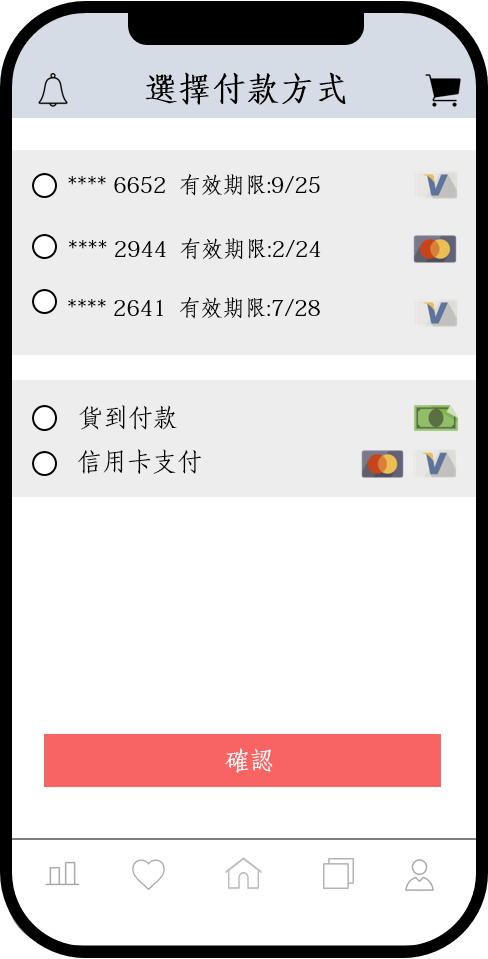 選擇付款方式
**** 6652 有效期限:9/25
**** 2944 有效期限:2/24
**** 2641 有效期限:7/28
貨到付款
信用卡支付
確認